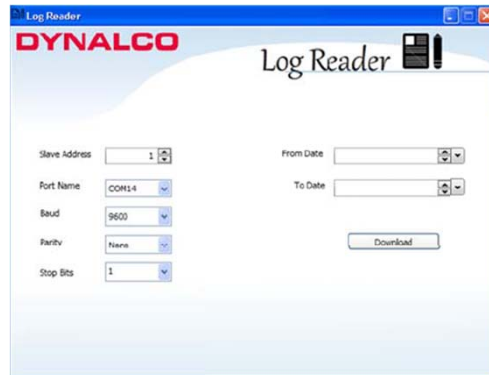 Log Reader
DYNALCO
Log Reader
Slave Address 1
Port Name COM14
Baud 9600
Parity None
Stop Bits 1
From Date
To Date
Download